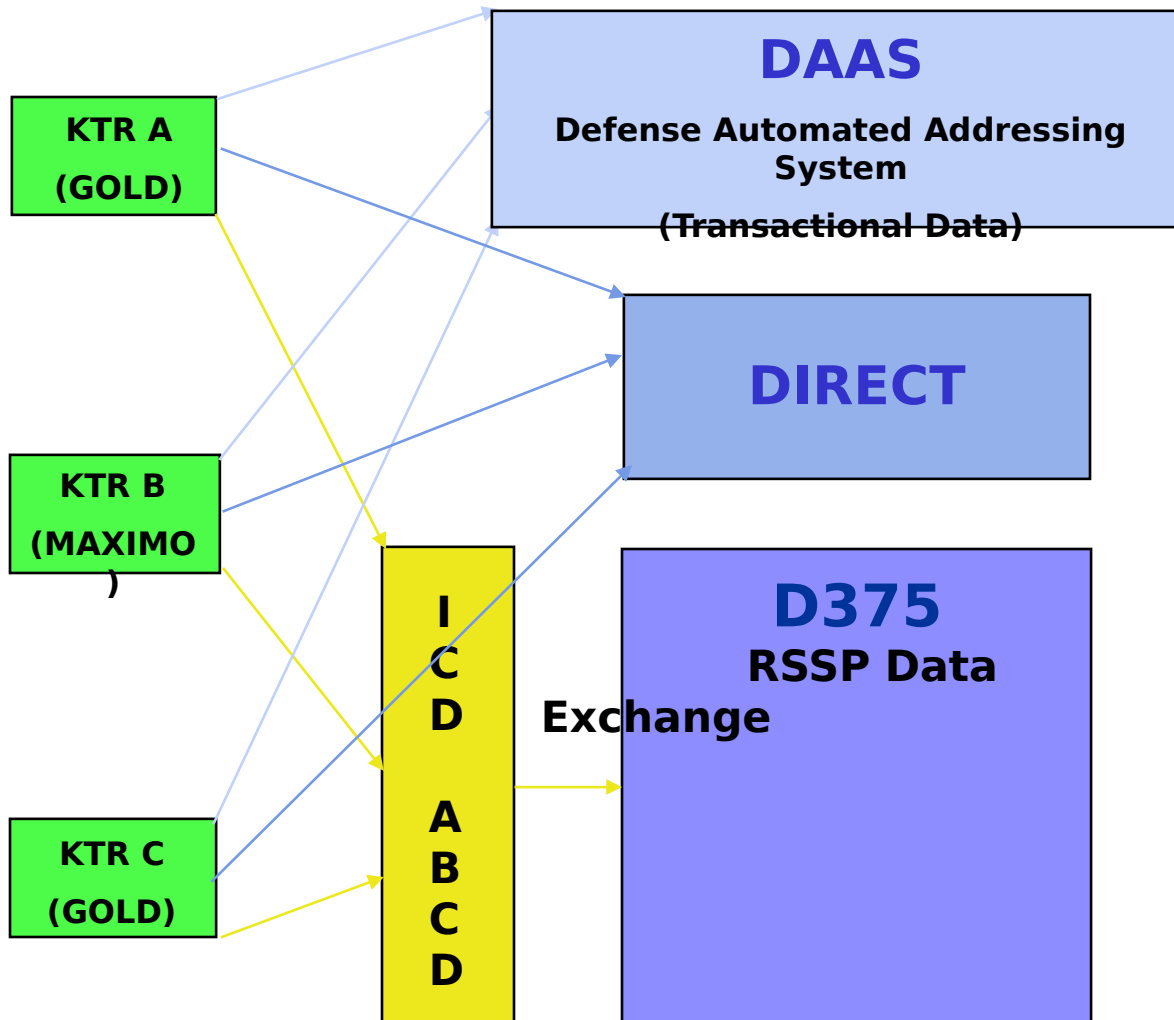 DAAS
Defense Automated Addressing
System
(Transactional Data)
KTR A
(GOLD)
DIRECT
KTR B
(MAXIMO
)
I
C
D
A
B
C
D
D375
RSSP Data
Exchange
KTR C
(GOLD)